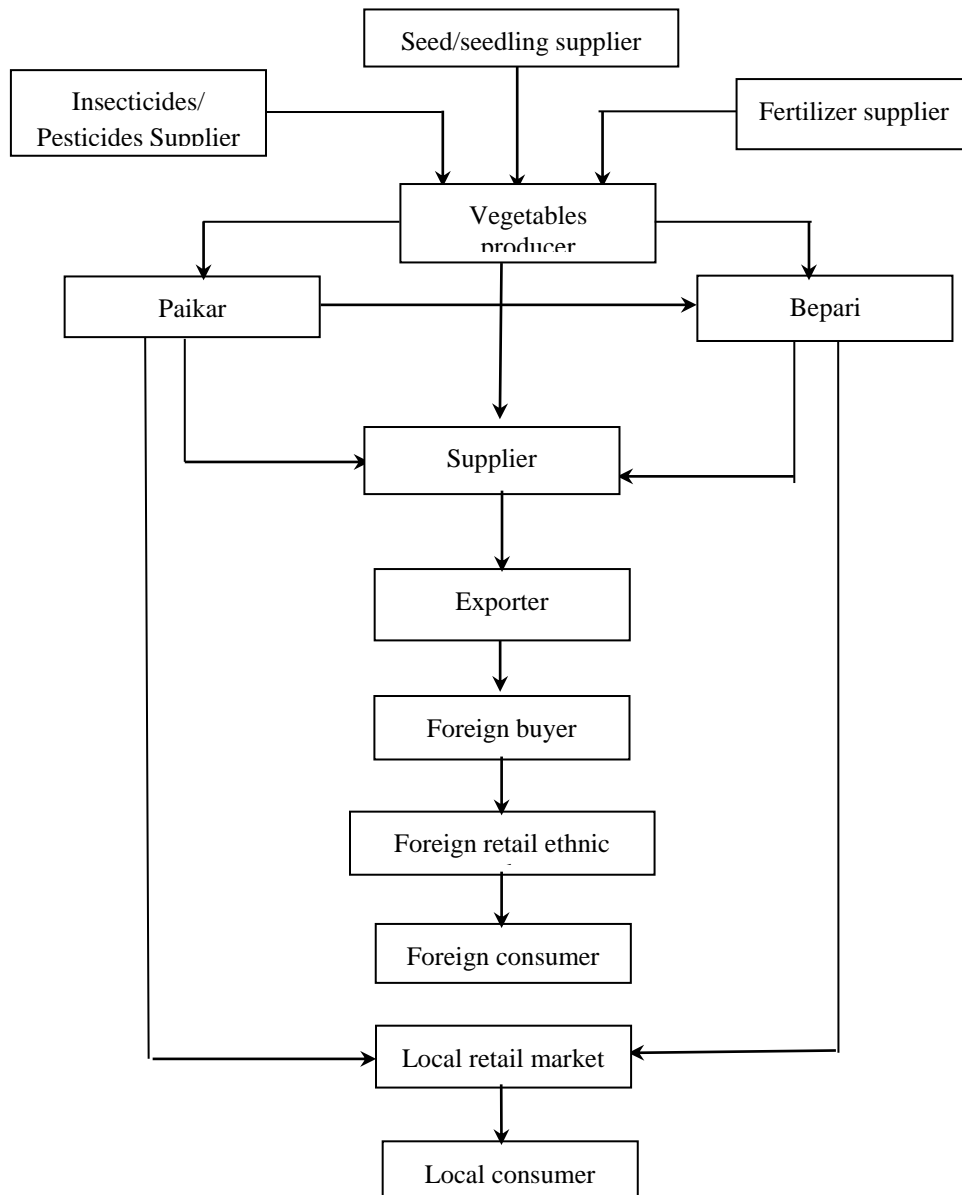 Seed/seedling supplier
Insecticides/
Pesticides Supplier
Fertilizer supplier
Vegetables
producer
Paikar
Bepari
Supplier
Exporter
Foreign buyer
Foreign retail ethnic
Foreign consumer
Local retail market
Local consumer